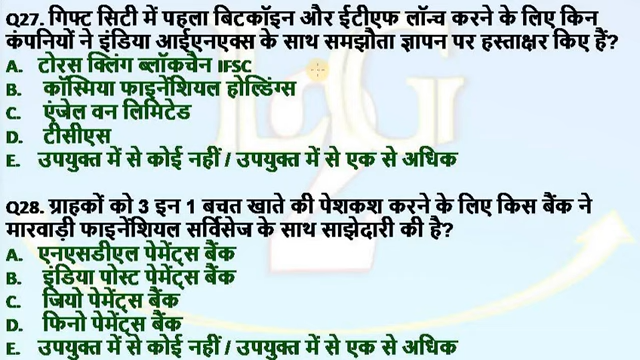 Q27. गिफ्ट सिटी में पहला बिटकॉइन और ईटीएफ लॉन्च करने के लिए किन
कंपनियों ने इंडिया आईएनएक्स के साथ समझौता ज्ञापन पर हस्ताक्षर किए हैं?
A. टोरस क्लिंग ब्लॉकचैन IFSC
B. कॉस्मिया फाइनेंशियल होल्डिंग्स
C. एंजेल वन लिमिटेड
D. टीसीएस
E. उपयुक्त में से कोई नहीं / उपयुक्त में से एक से अधिक
Q28. ग्राहकों को 3 इन 1 बचत खाते की पेशकश करने के लिए किस बैंक ने
मारवाड़ी फाइनेंशियल सर्विसेज के साथ साझेदारी की है?
A. एनएसडीएल पेमेंट्स बैंक
B. इंडिया पोस्ट पेमेंट्स बैंक
C. जियो पेमेंट्स बैंक
D. फिनो पेमेंट्स बैंक
E. उपयुक्त में से कोई नहीं / उपयुक्त में से एक से अधिक